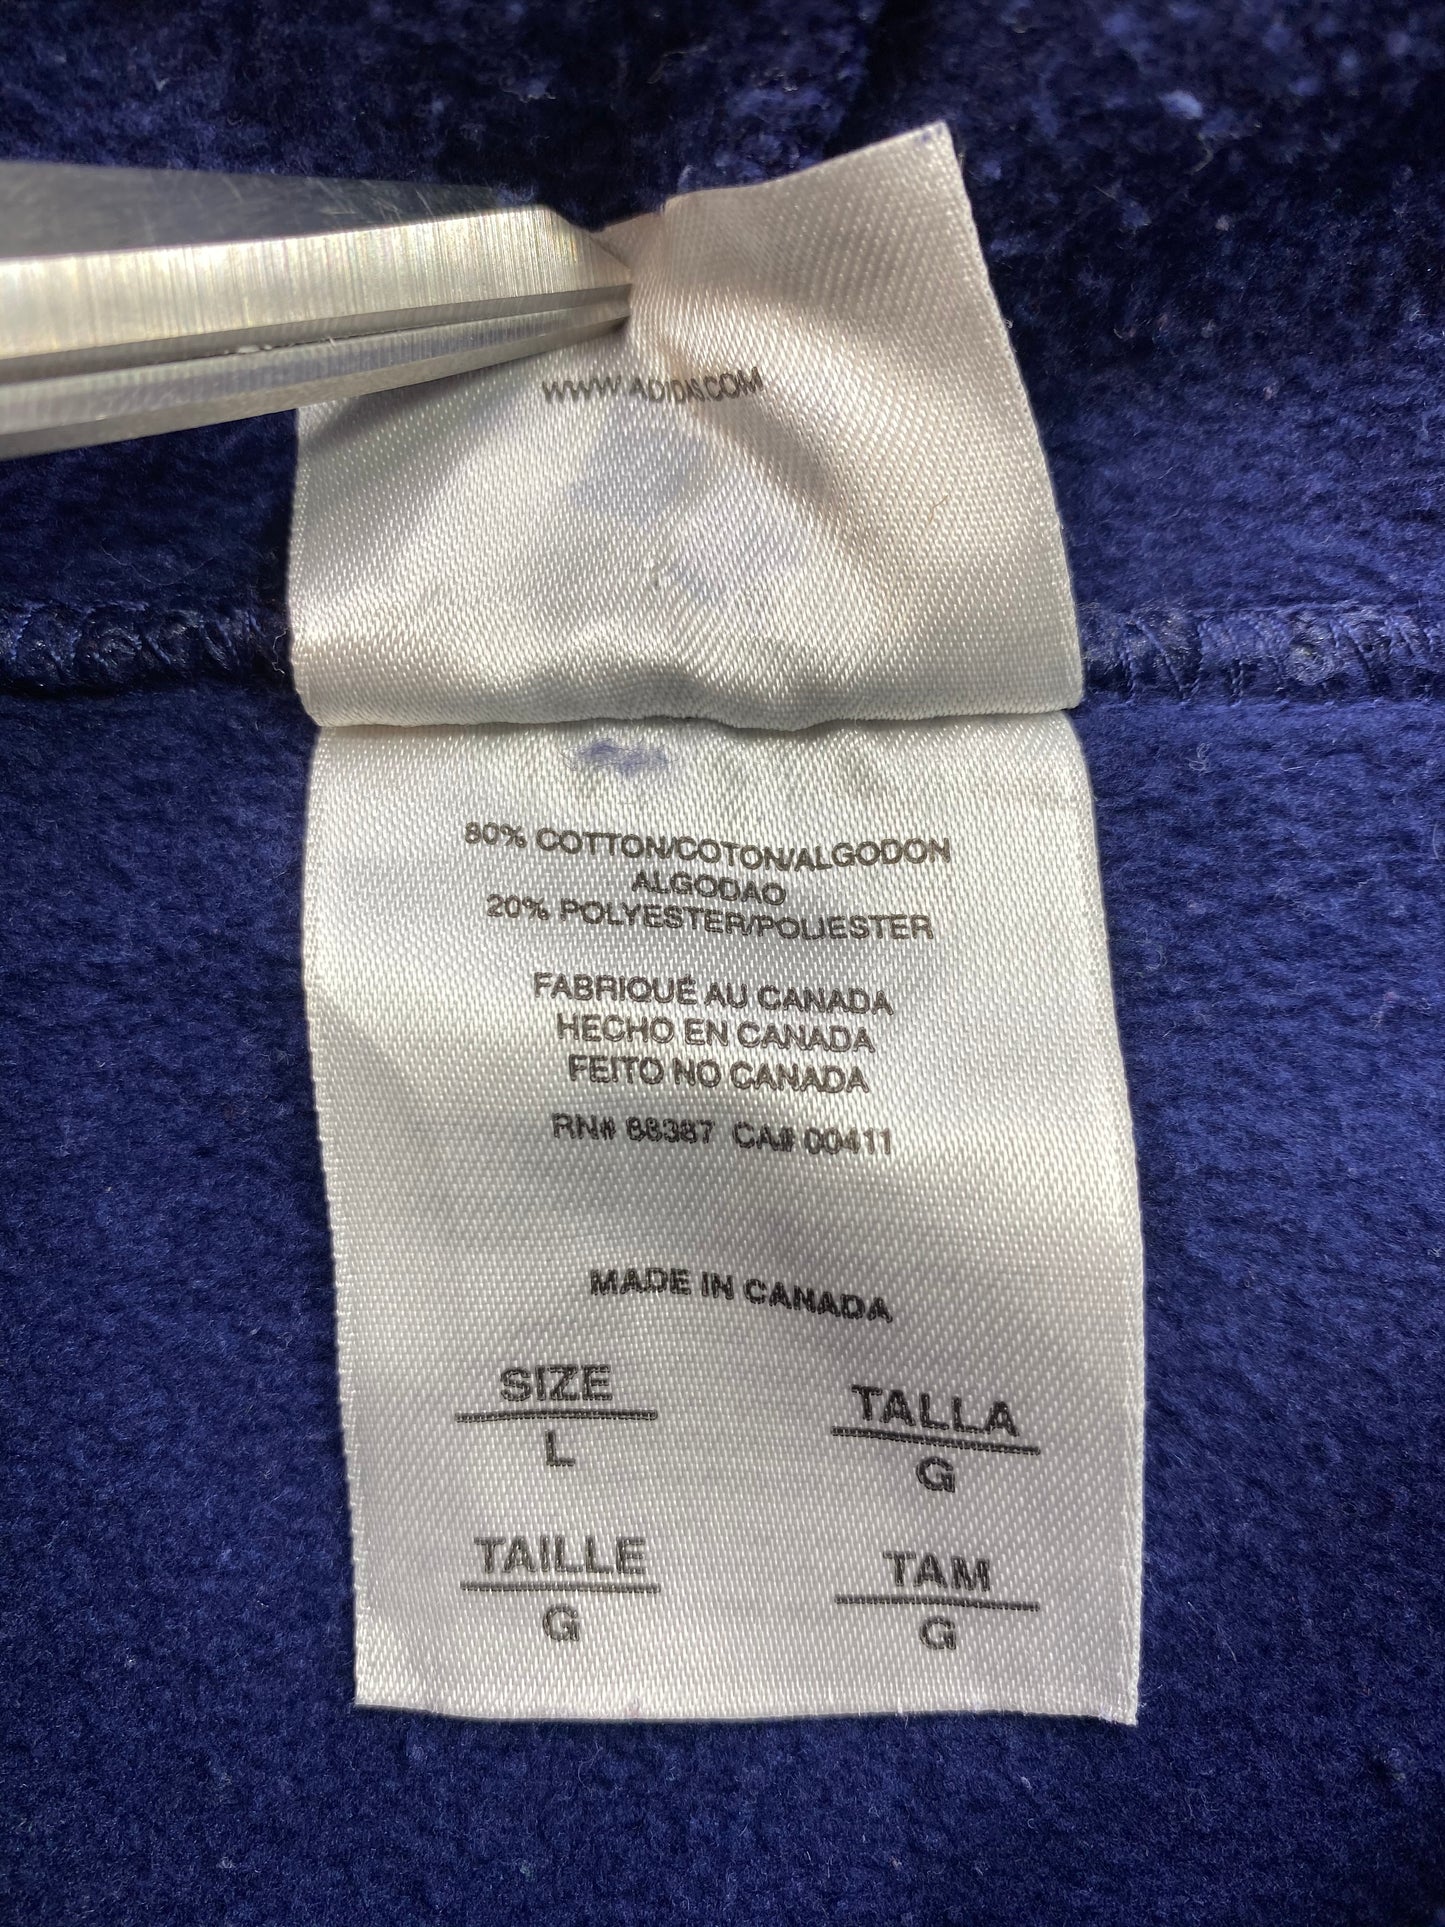 WWW.ADIDAS.COM
80% COTTON/COTON/ALGODON
ALGODAO
20% POLYESTER/POLIESTER
FABRIQUÉ AU CANADA
HECHO EN CANADA
FEITO NO CANADA
RN# 88387 CA# 00411
MADE IN CANADA
SIZE
L
TALLA
G
TAILLE
G
TAM
G